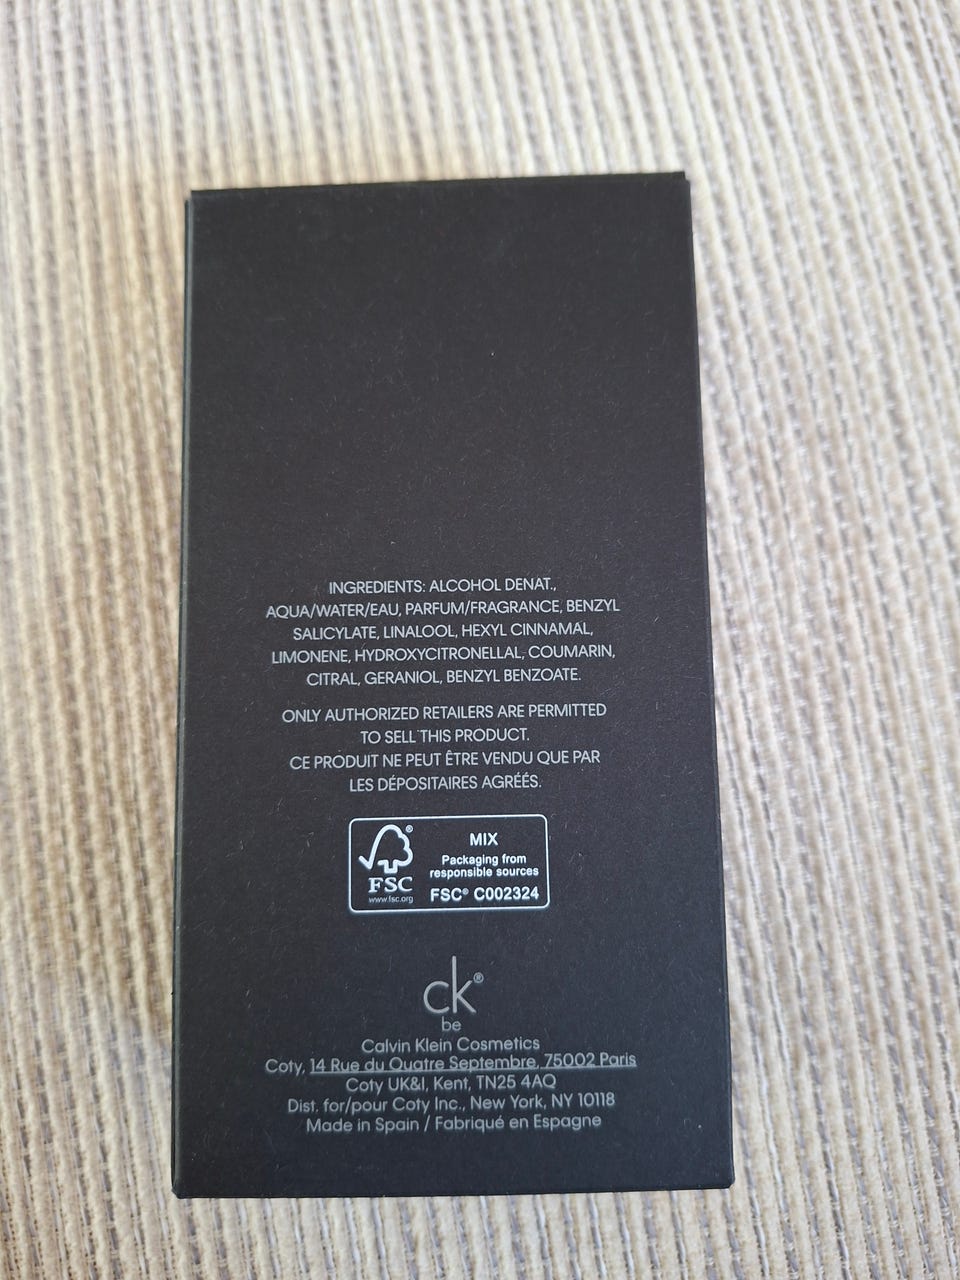 INGREDIENTS: ALCOHOL DENAT.,
AQUA/WATER/EAU, PARFUM/FRAGRANCE, BENZYL
SALICYLATE, LINALOOL, HEXYL CINNAMAL,
LIMONENE, HYDROXYCITRONELLAL, COUMARIN,
CITRAL, GERANIOL, BENZYL BENZOATE.
ONLY AUTHORIZED RETAILERS ARE PERMITTED
TO SELL THIS PRODUCT.
CE PRODUIT NE PEUT ÊTRE VENDU QUE PAR
LES DÉPOSITAIRES AGRÉÉS.
FSC
www.fsc.org
MIX
Packaging from
responsible sources
FSC® C002324
ck®
be
Calvin Klein Cosmetics
Coty, 14 Rue du Quatre Septembre, 75002 Paris
Coty UK&I, Kent, TN25 4AQ
Dist. for/pour Coty Inc., New York, NY 10118
Made in Spain / Fabriqué en Espagne